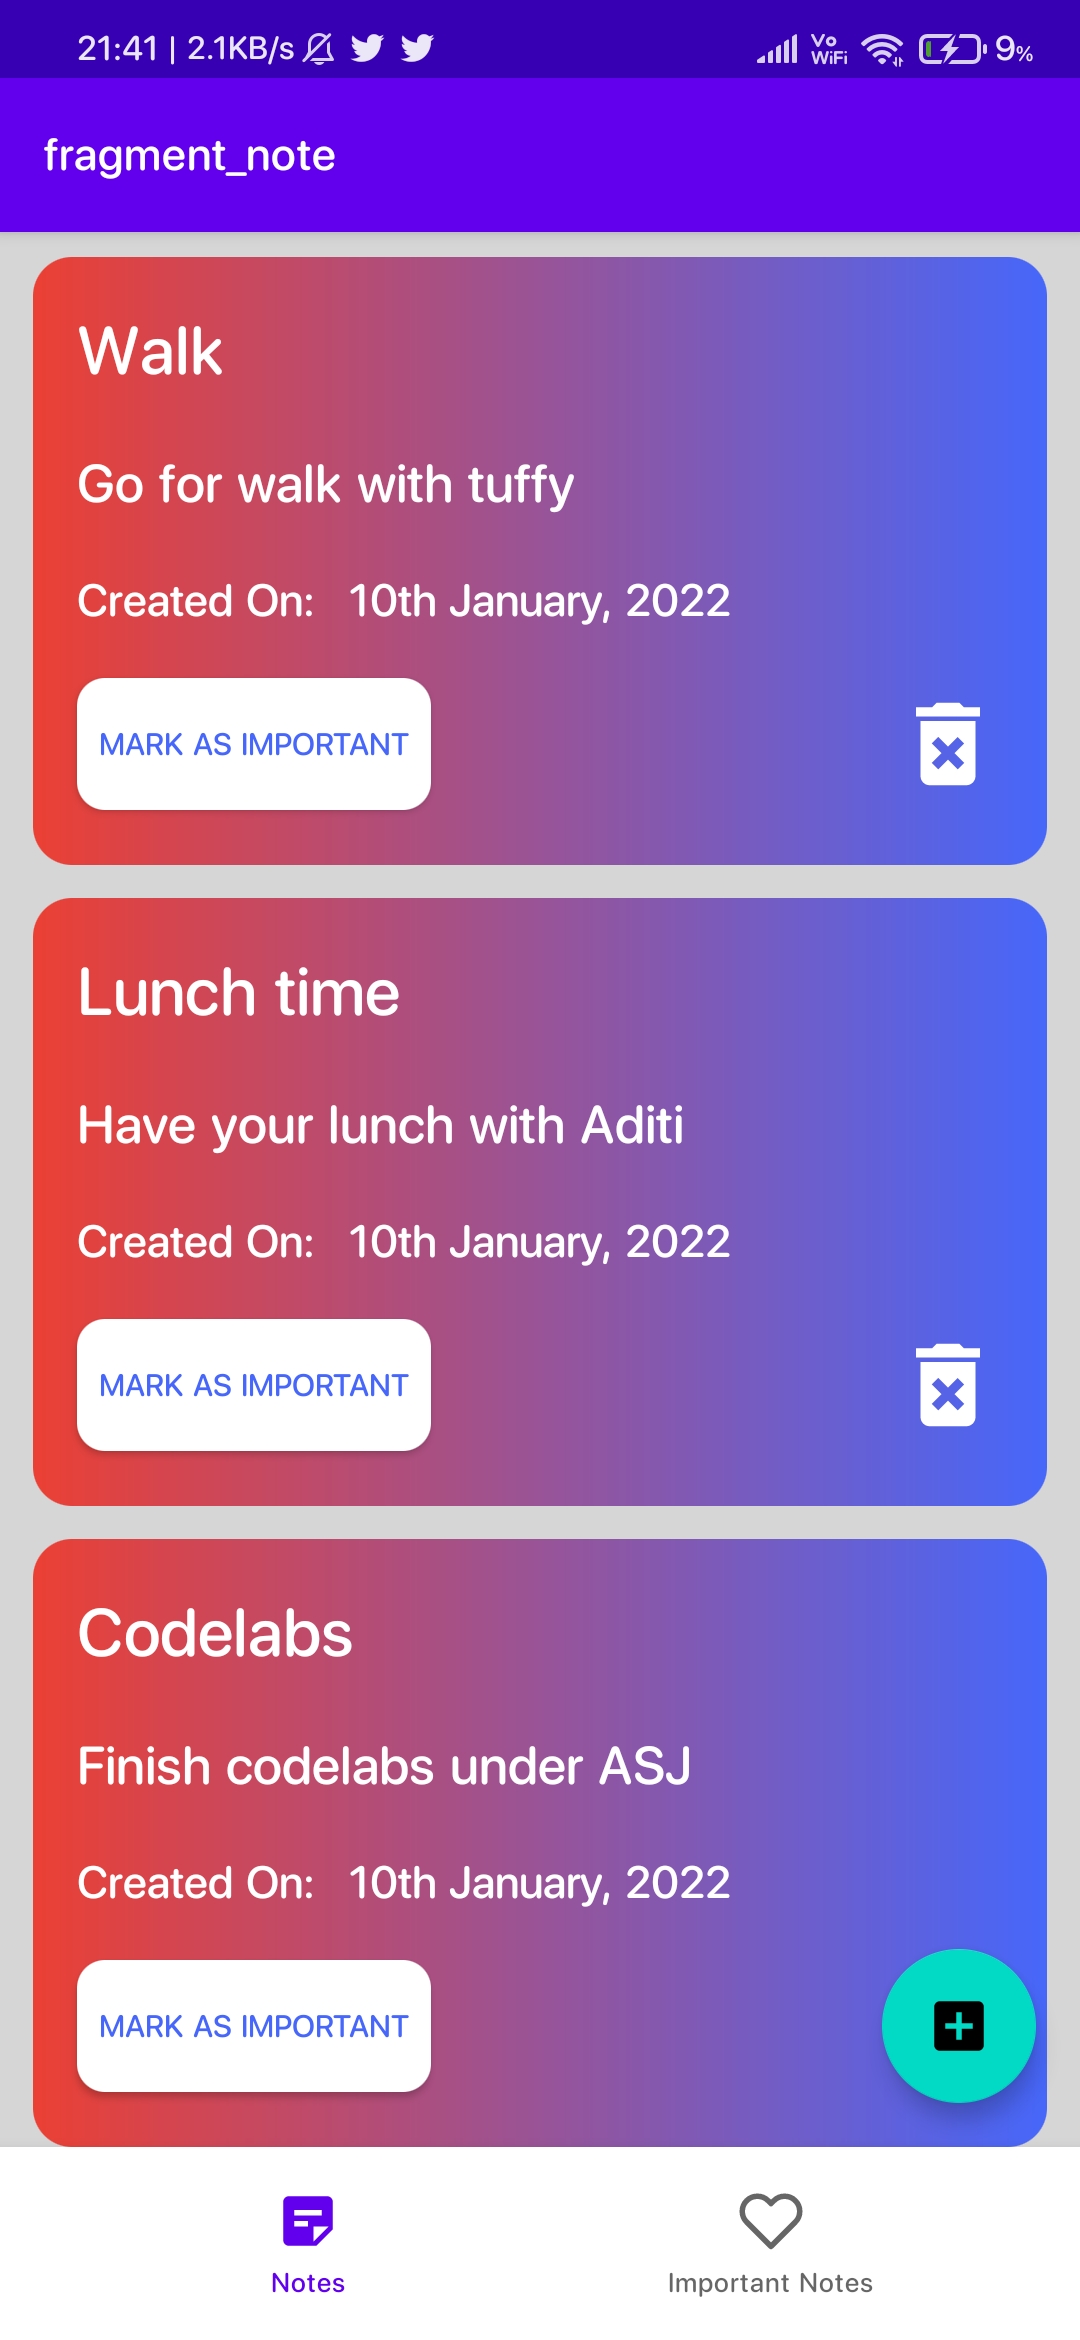 21:41 | 2.1KB/s Vo WiFi 9%
fragment_note
Walk
Go for walk with tuffy
Created On: 10th January, 2022
MARK AS IMPORTANT
Lunch time
Have your lunch with Aditi
Created On: 10th January, 2022
MARK AS IMPORTANT
Codelabs
Finish codelabs under ASJ
Created On: 10th January, 2022
MARK AS IMPORTANT
Notes Important Notes